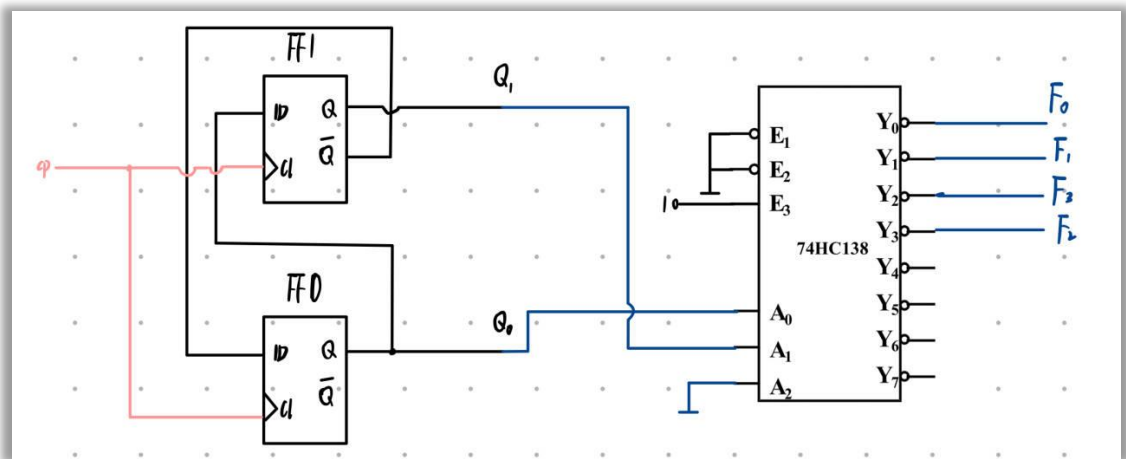 FF1
1D Q
Q̅
C1
φ
FF0
1D Q
Q̅
C1
Q₁
Q₀
1
E₁
E₂
E₃
74HC138
A₀
A₁
A₂
Y₀
Y₁
Y₂
Y₃
Y₄
Y₅
Y₆
Y₇
F₀
F₁
F₃
F₂